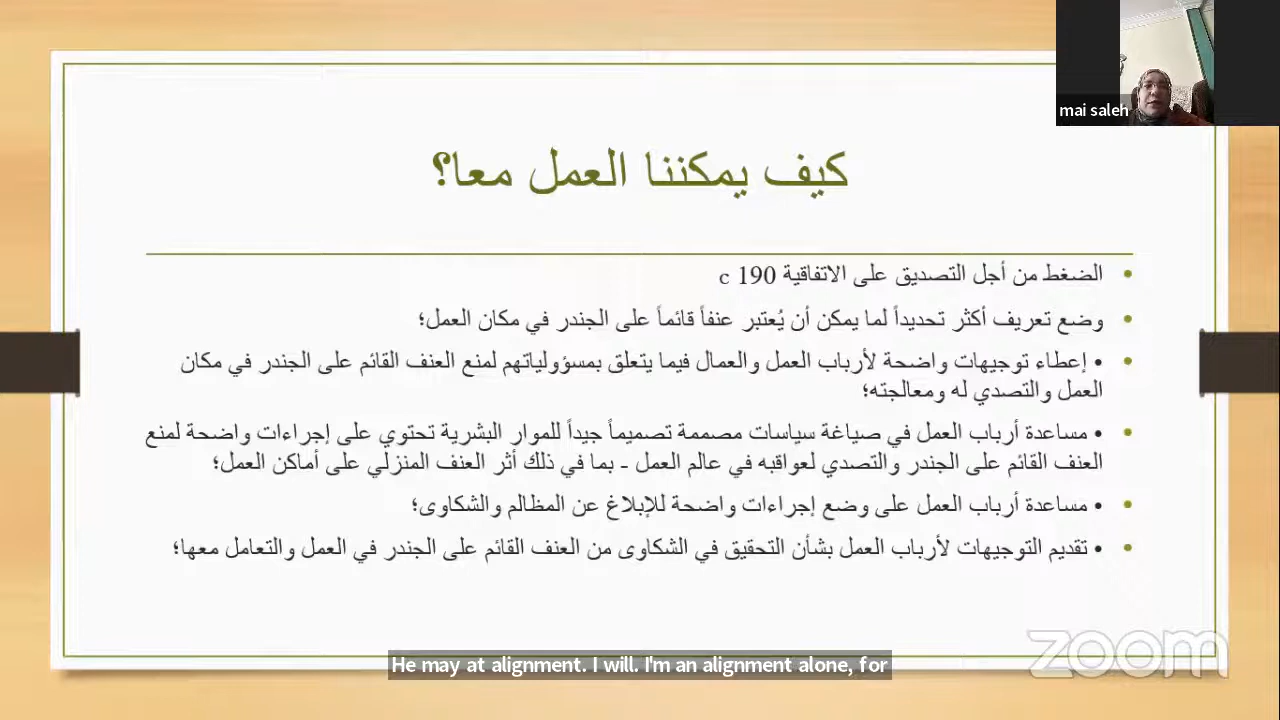 mai saleh
كيف يمكننا العمل معا؟
• الضغط من أجل التصديق على الاتفاقية 190 c
• وضع تعريف أكثر تحديداً لما يمكن أن يُعتبر عنفاً قائماً على الجندر في مكان العمل؛
• • إعطاء توجيهات واضحة لأرباب العمل والعمال فيما يتعلق بمسؤولياتهم لمنع العنف القائم على الجندر في مكان
العمل والتصدي له ومعالجته؛
• • مساعدة أرباب العمل في صياغة سياسات مصممة تصميماً جيداً للموار البشرية تحتوي على إجراءات واضحة لمنع
العنف القائم على الجندر والتصدي لعواقبه في عالم العمل - بما في ذلك أثر العنف المنزلي على أماكن العمل؛
• • مساعدة أرباب العمل على وضع إجراءات واضحة للإبلاغ عن المظالم والشكاوى؛
• • تقديم التوجيهات لأرباب العمل بشأن التحقيق في الشكاوى من العنف القائم على الجندر في العمل والتعامل معها؛
zoom
He may at alignment. I will. I'm an alignment alone, for